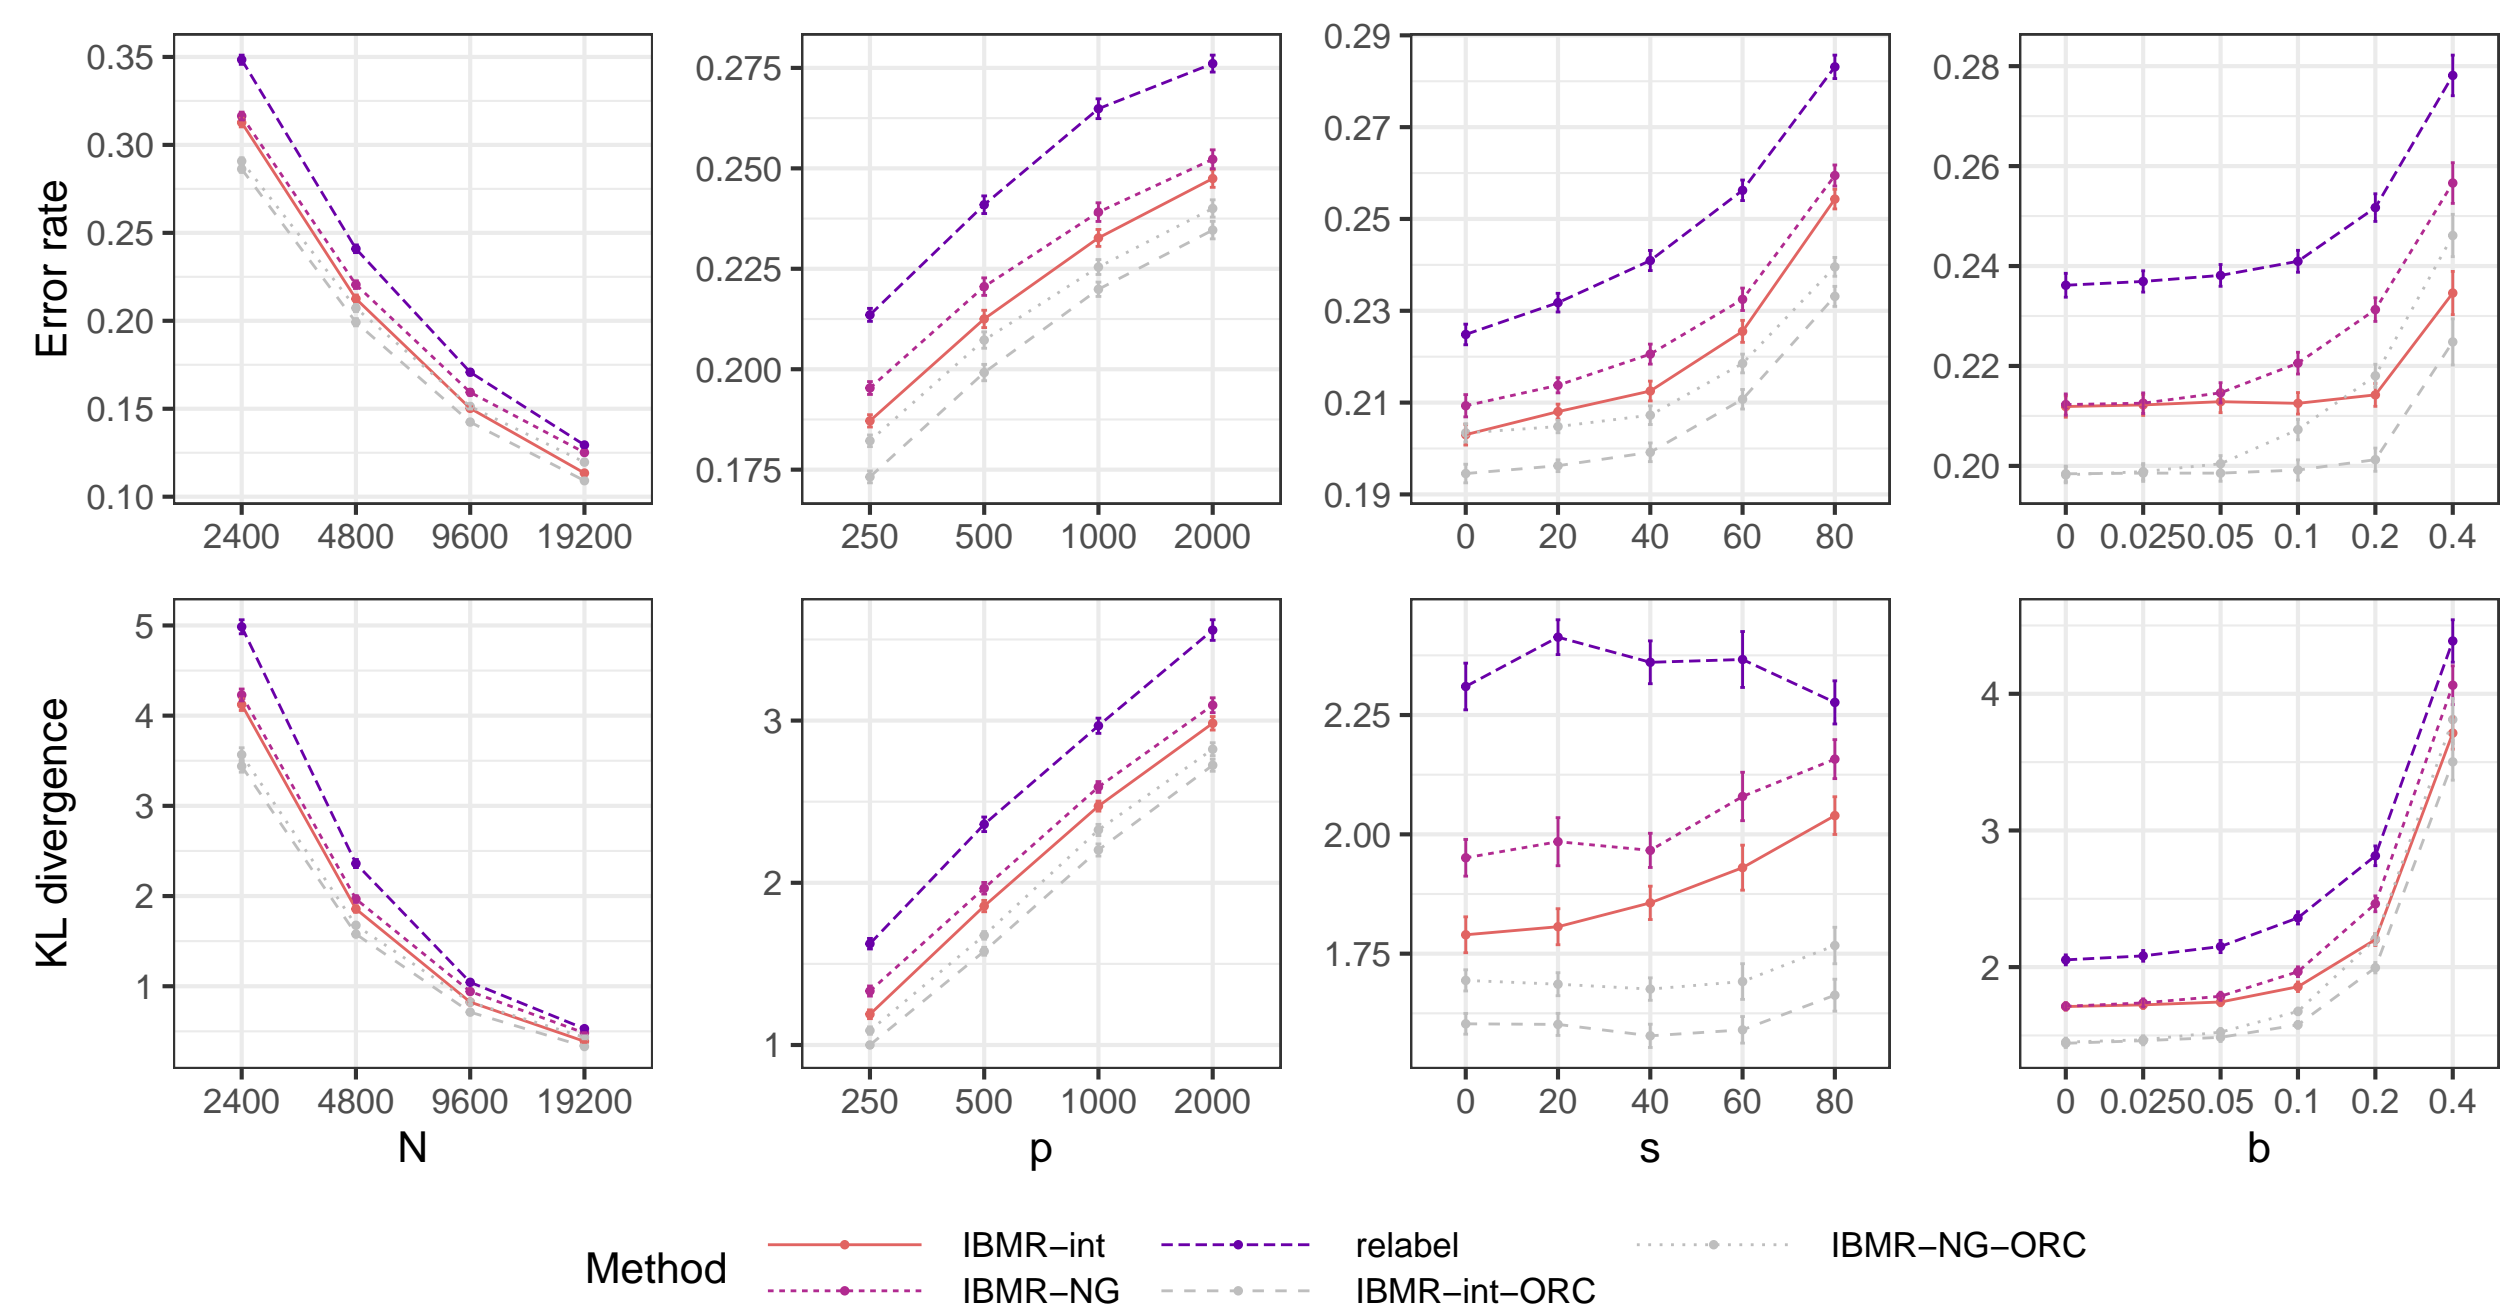 Error rate
0.35
0.30
0.25
0.20
0.15
0.10
2400 4800 9600 19200
0.275
0.250
0.225
0.200
0.175
250 500 1000 2000
0.29
0.27
0.25
0.23
0.21
0.19
0 20 40 60 80
0.28
0.26
0.24
0.22
0.20
0 0.025 0.05 0.1 0.2 0.4
KL divergence
5
4
3
2
1
2400 4800 9600 19200
N
3
2
1
250 500 1000 2000
p
2.25
2.00
1.75
0 20 40 60 80
s
4
3
2
0 0.025 0.05 0.1 0.2 0.4
b
Method
IBMR−int relabel IBMR−NG−ORC
IBMR−NG IBMR−int−ORC